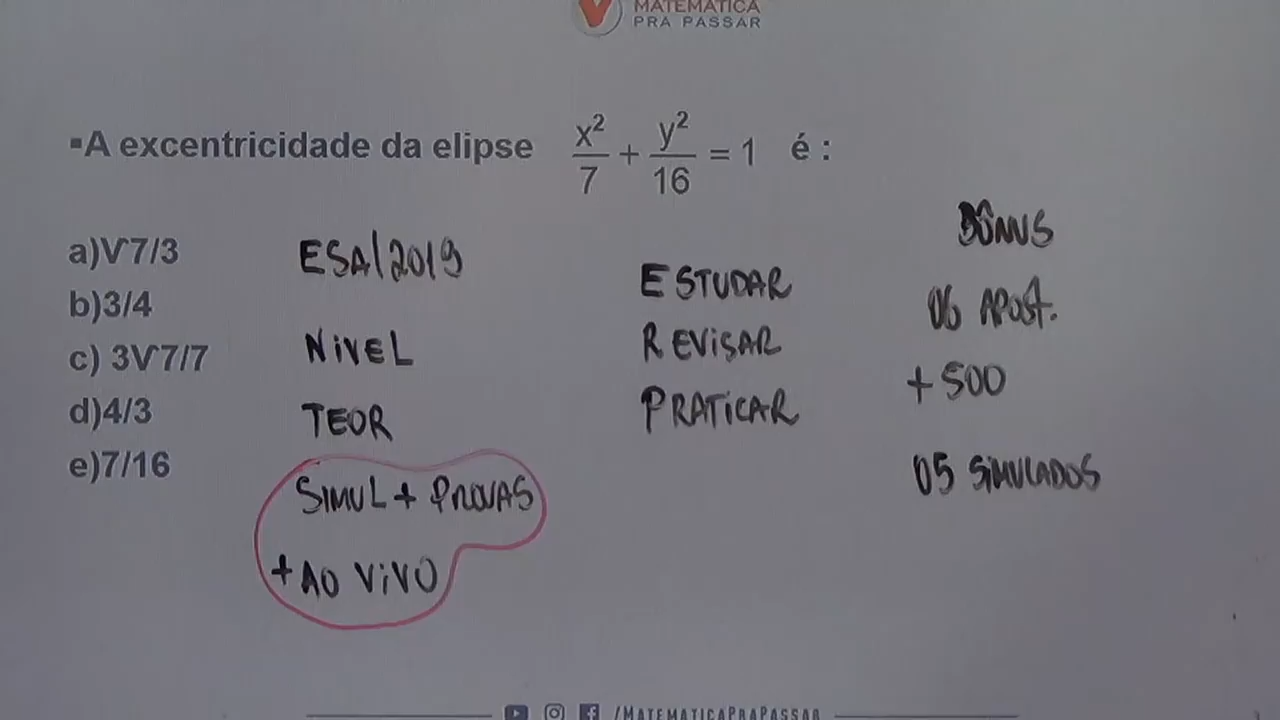 MATEMÁTICA
PRA PASSAR
▪A excentricidade da elipse x²/7 + y²/16 = 1 é :
a)√7/3
b)3/4
c) 3√7/7
d)4/3
e)7/16
ESA/2019
NÍVEL
TEOR
SIMUL + PROVAS
+ AO VIVO
ESTUDAR
REVISAR
PRATICAR
BÔNUS
06 APOST.
+ 500
05 SIMULADOS
/MATEMATICAPRAPASSAR